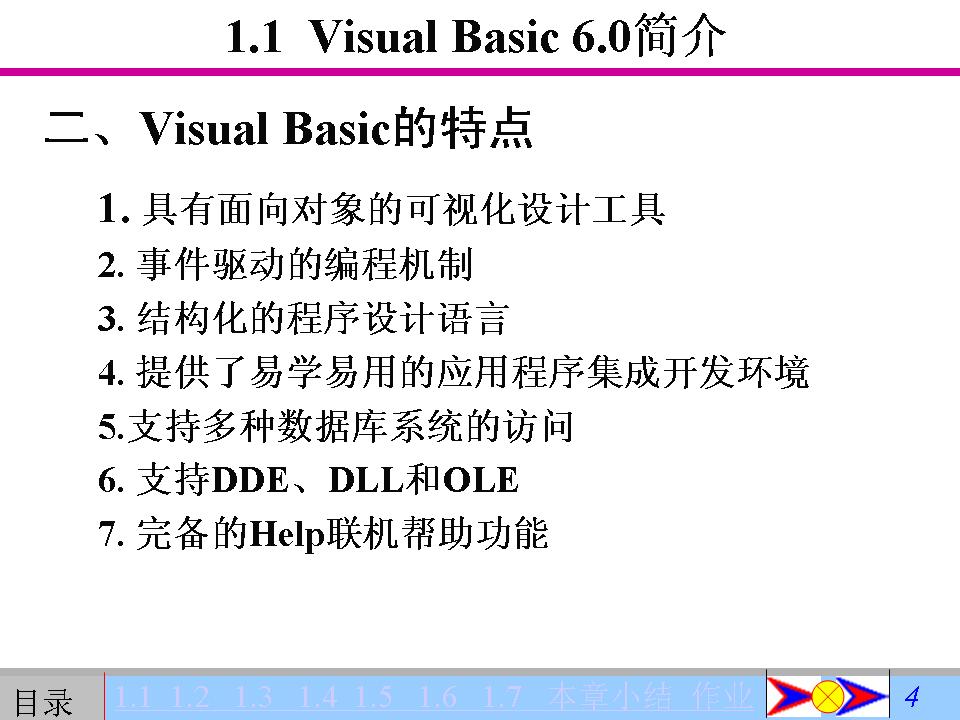 1.1 Visual Basic 6.0简介
二、Visual Basic的特点
1. 具有面向对象的可视化设计工具
2. 事件驱动的编程机制
3. 结构化的程序设计语言
4. 提供了易学易用的应用程序集成开发环境
5.支持多种数据库系统的访问
6. 支持DDE、DLL和OLE
7. 完备的Help联机帮助功能
目录 1.1 1.2 1.3 1.4 1.5 1.6 1.7 本章小结 作业 4